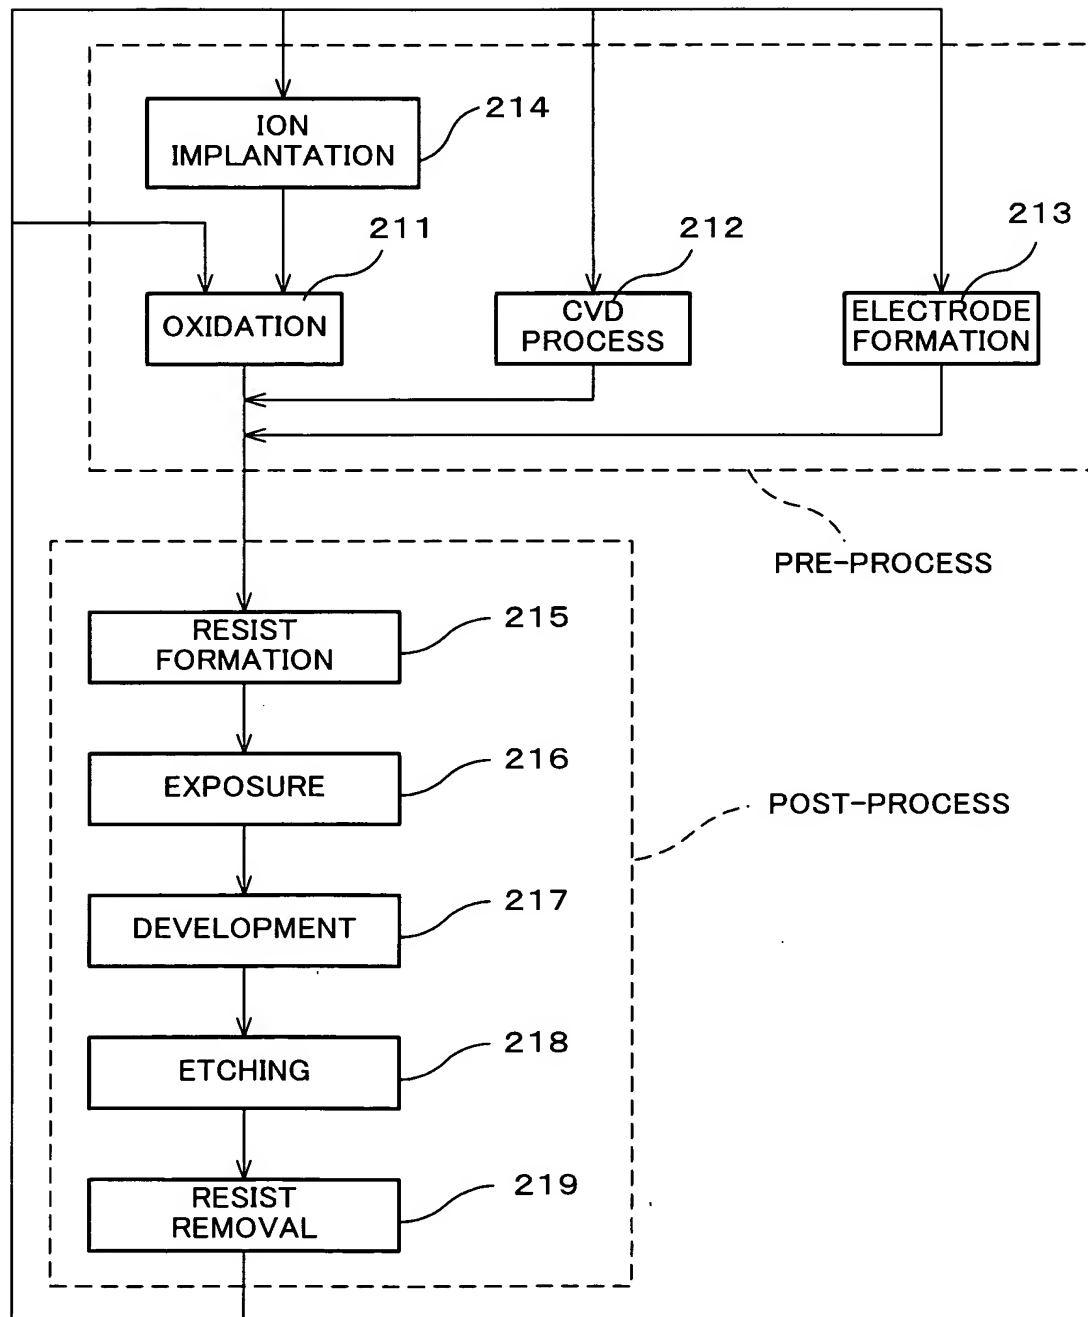 ION
IMPLANTATION
214
211
212
213
OXIDATION
CVD
PROCESS
ELECTRODE
FORMATION
PRE-PROCESS
RESIST
FORMATION
215
EXPOSURE
216
POST-PROCESS
DEVELOPMENT
217
ETCHING
218
RESIST
REMOVAL
219